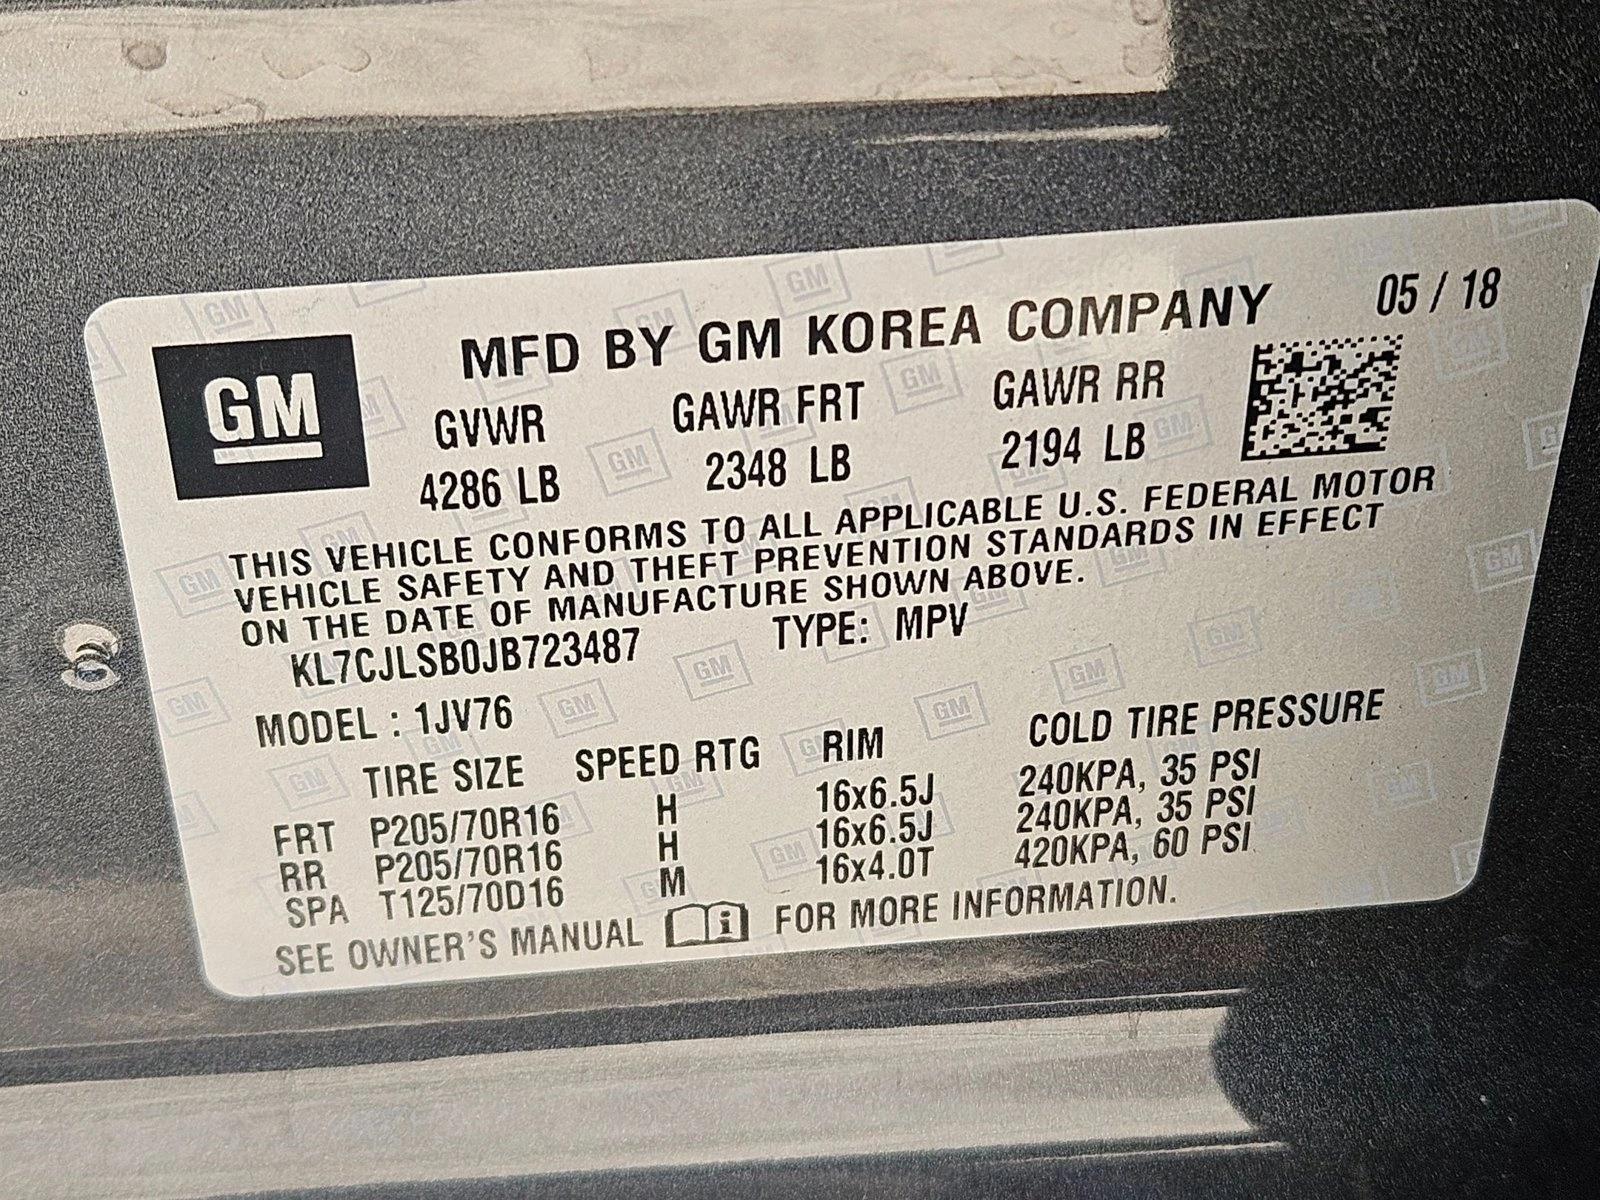 MFD BY GM KOREA COMPANY 05 / 18
GM
GVWR GAWR FRT GAWR RR
4286 LB 2348 LB 2194 LB
THIS VEHICLE CONFORMS TO ALL APPLICABLE U.S. FEDERAL MOTOR
VEHICLE SAFETY AND THEFT PREVENTION STANDARDS IN EFFECT
ON THE DATE OF MANUFACTURE SHOWN ABOVE.
KL7CJLSB0JB723487 TYPE: MPV
MODEL : 1JV76
TIRE SIZE SPEED RTG RIM COLD TIRE PRESSURE
FRT P205/70R16 H 16x6.5J 240KPA, 35 PSI
RR P205/70R16 H 16x6.5J 240KPA, 35 PSI
SPA T125/70D16 M 16x4.0T 420KPA, 60 PSI
SEE OWNER'S MANUAL i FOR MORE INFORMATION.